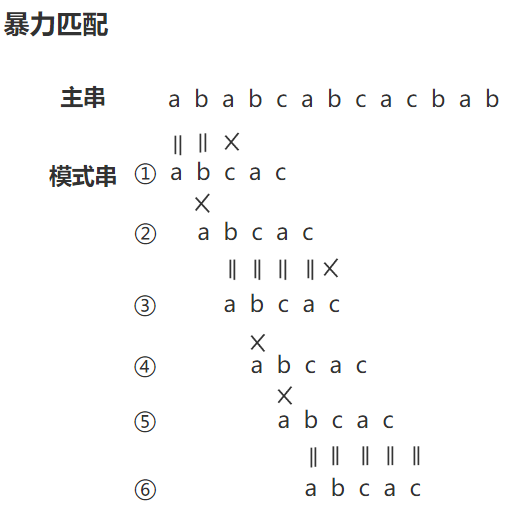 暴力匹配
主串 a b a b c a b c a c b a b
|| || ×
模式串 ① a b c a c
×
② a b c a c
|| || || || ×
③ a b c a c
×
④ a b c a c
×
⑤ a b c a c
|| || || || ||
⑥ a b c a c